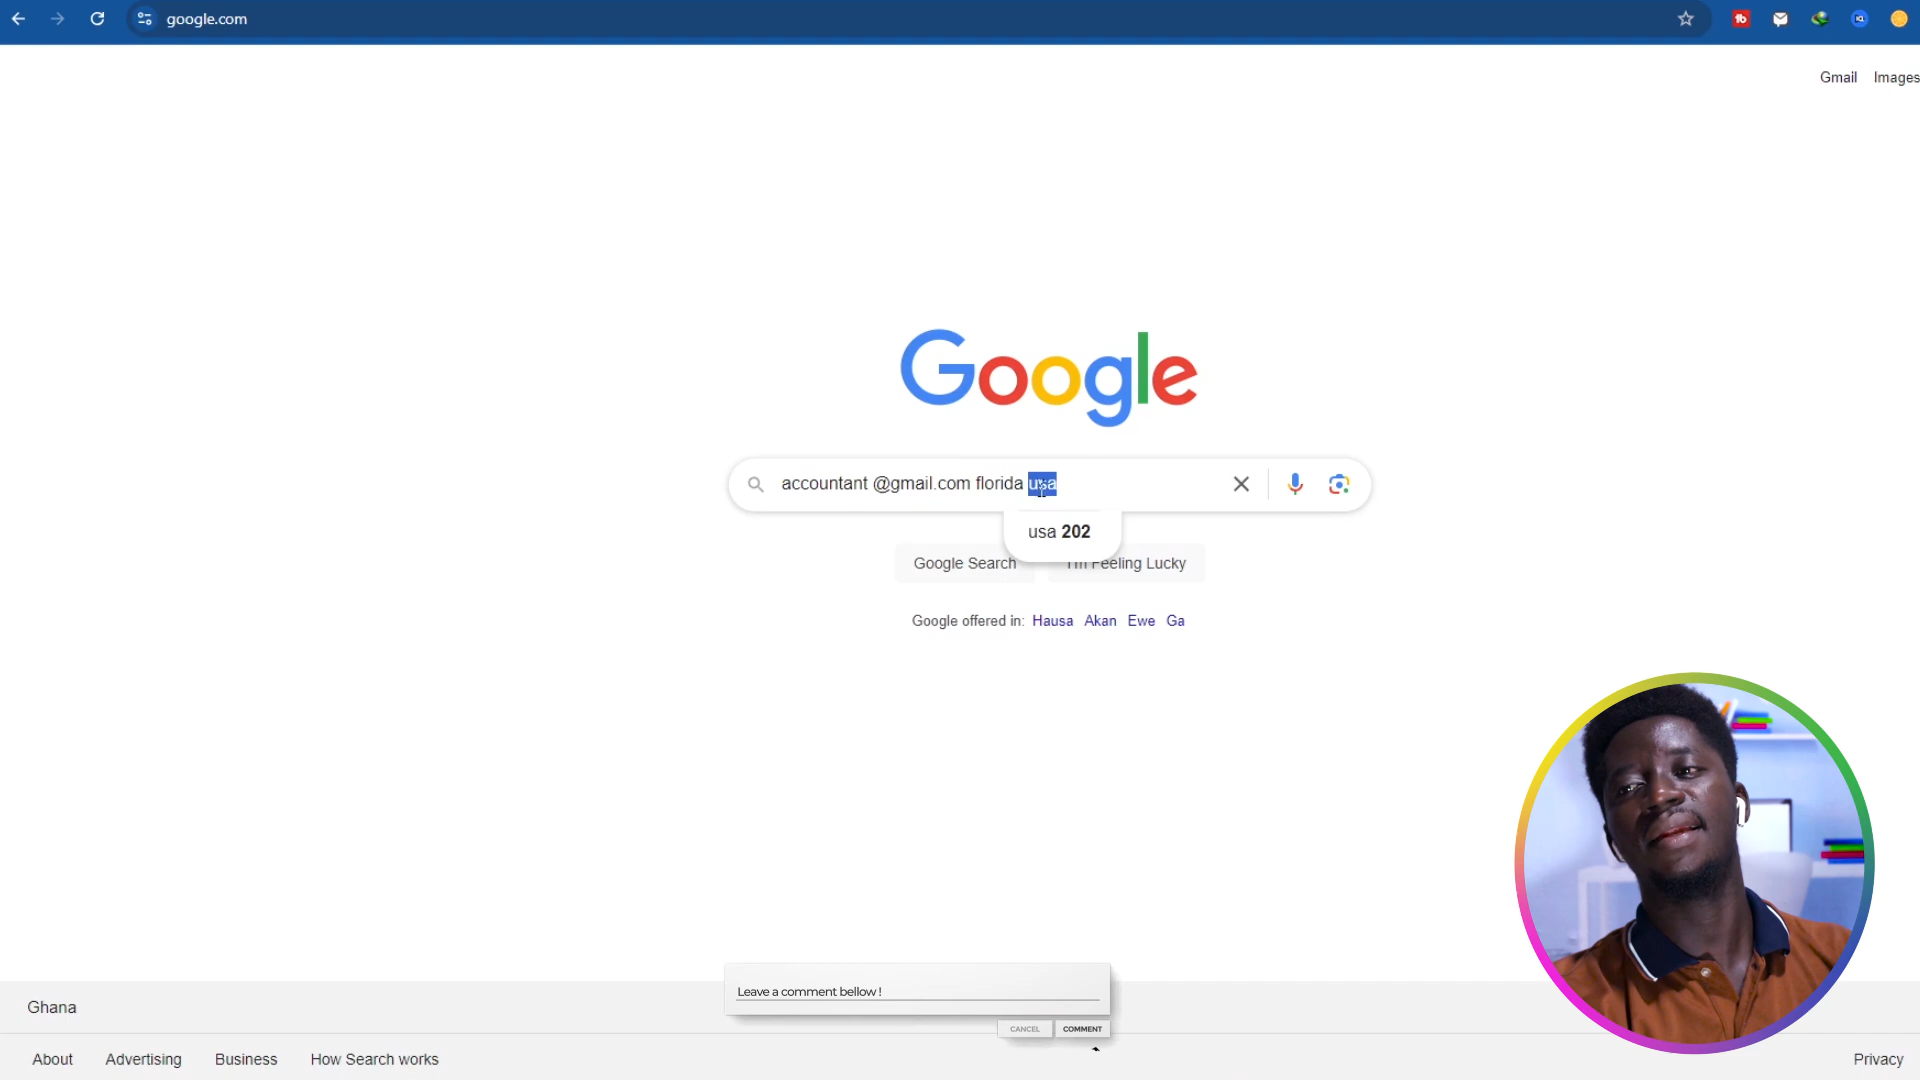 google.com
Gmail Images
Google
accountant @gmail.com florida usa
usa 202
Google Search I'm Feeling Lucky
Google offered in: Hausa Akan Ewe Ga
Leave a comment bellow !
CANCEL COMMENT
Ghana
About Advertising Business How Search works Privacy